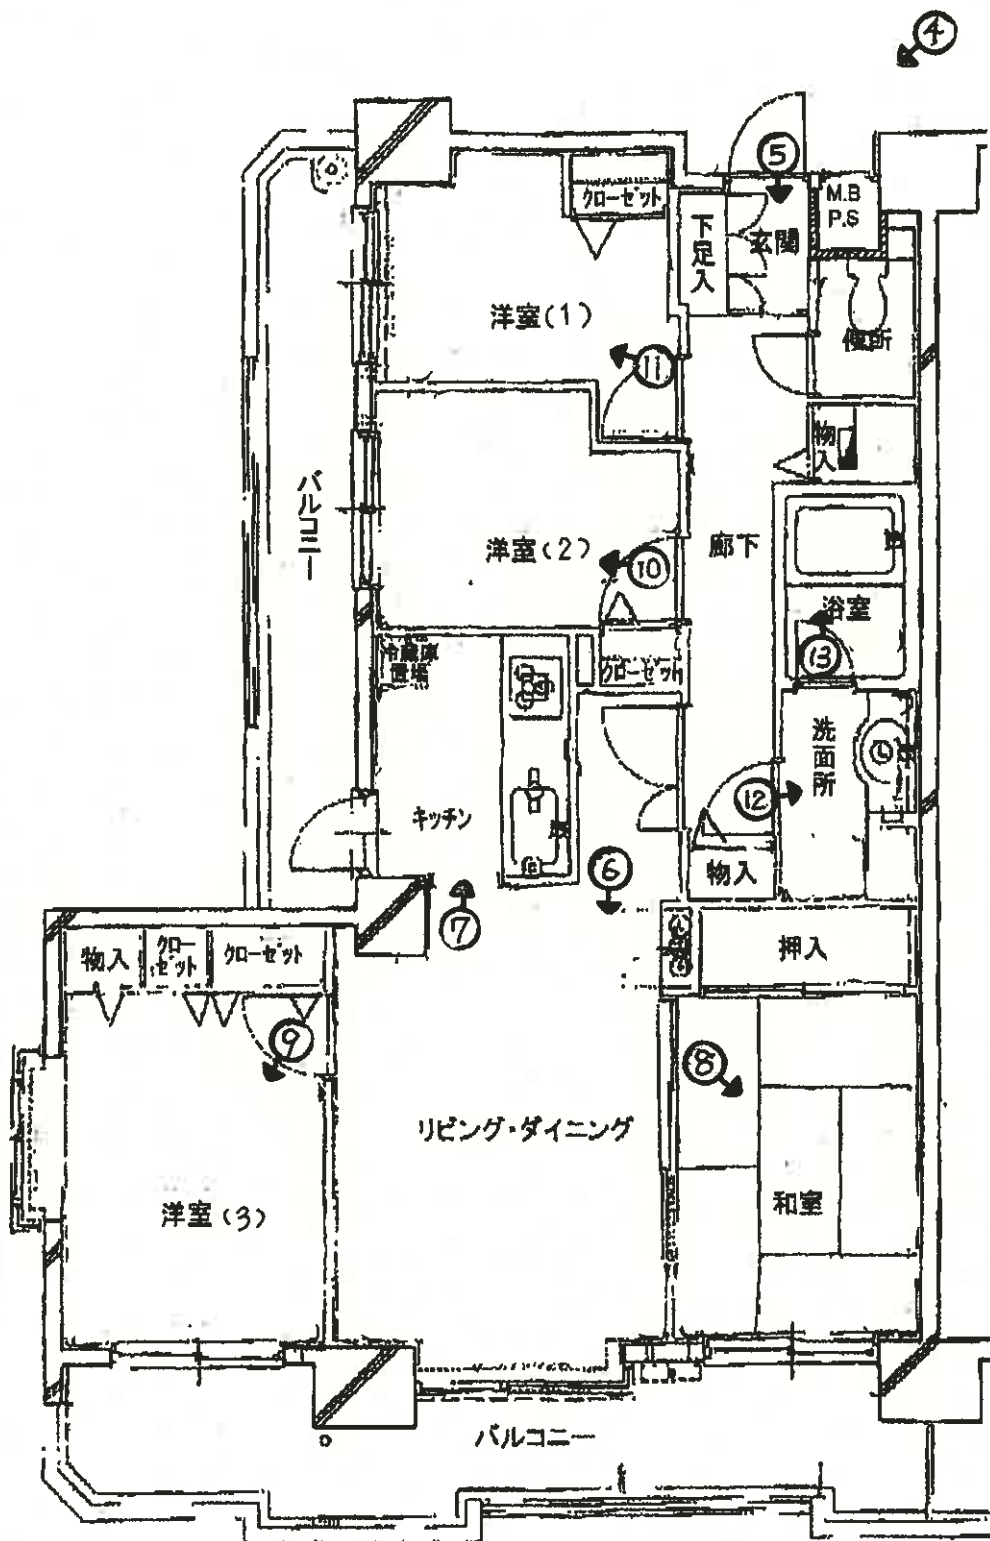 ④
⑤
M.B
P.S
クローゼット
下足入
玄関
洋室(1)
便所
⑪
物入
バルコニー
洋室(2)
⑩
廊下
浴室
⑬
冷蔵庫
置場
クローゼット
洗面所
⑫
キッチン
⑥
物入
⑦
物入
クロー
ゼット
クローゼット
押入
⑨
⑧
リビング・ダイニング
和室
洋室(3)
バルコニー